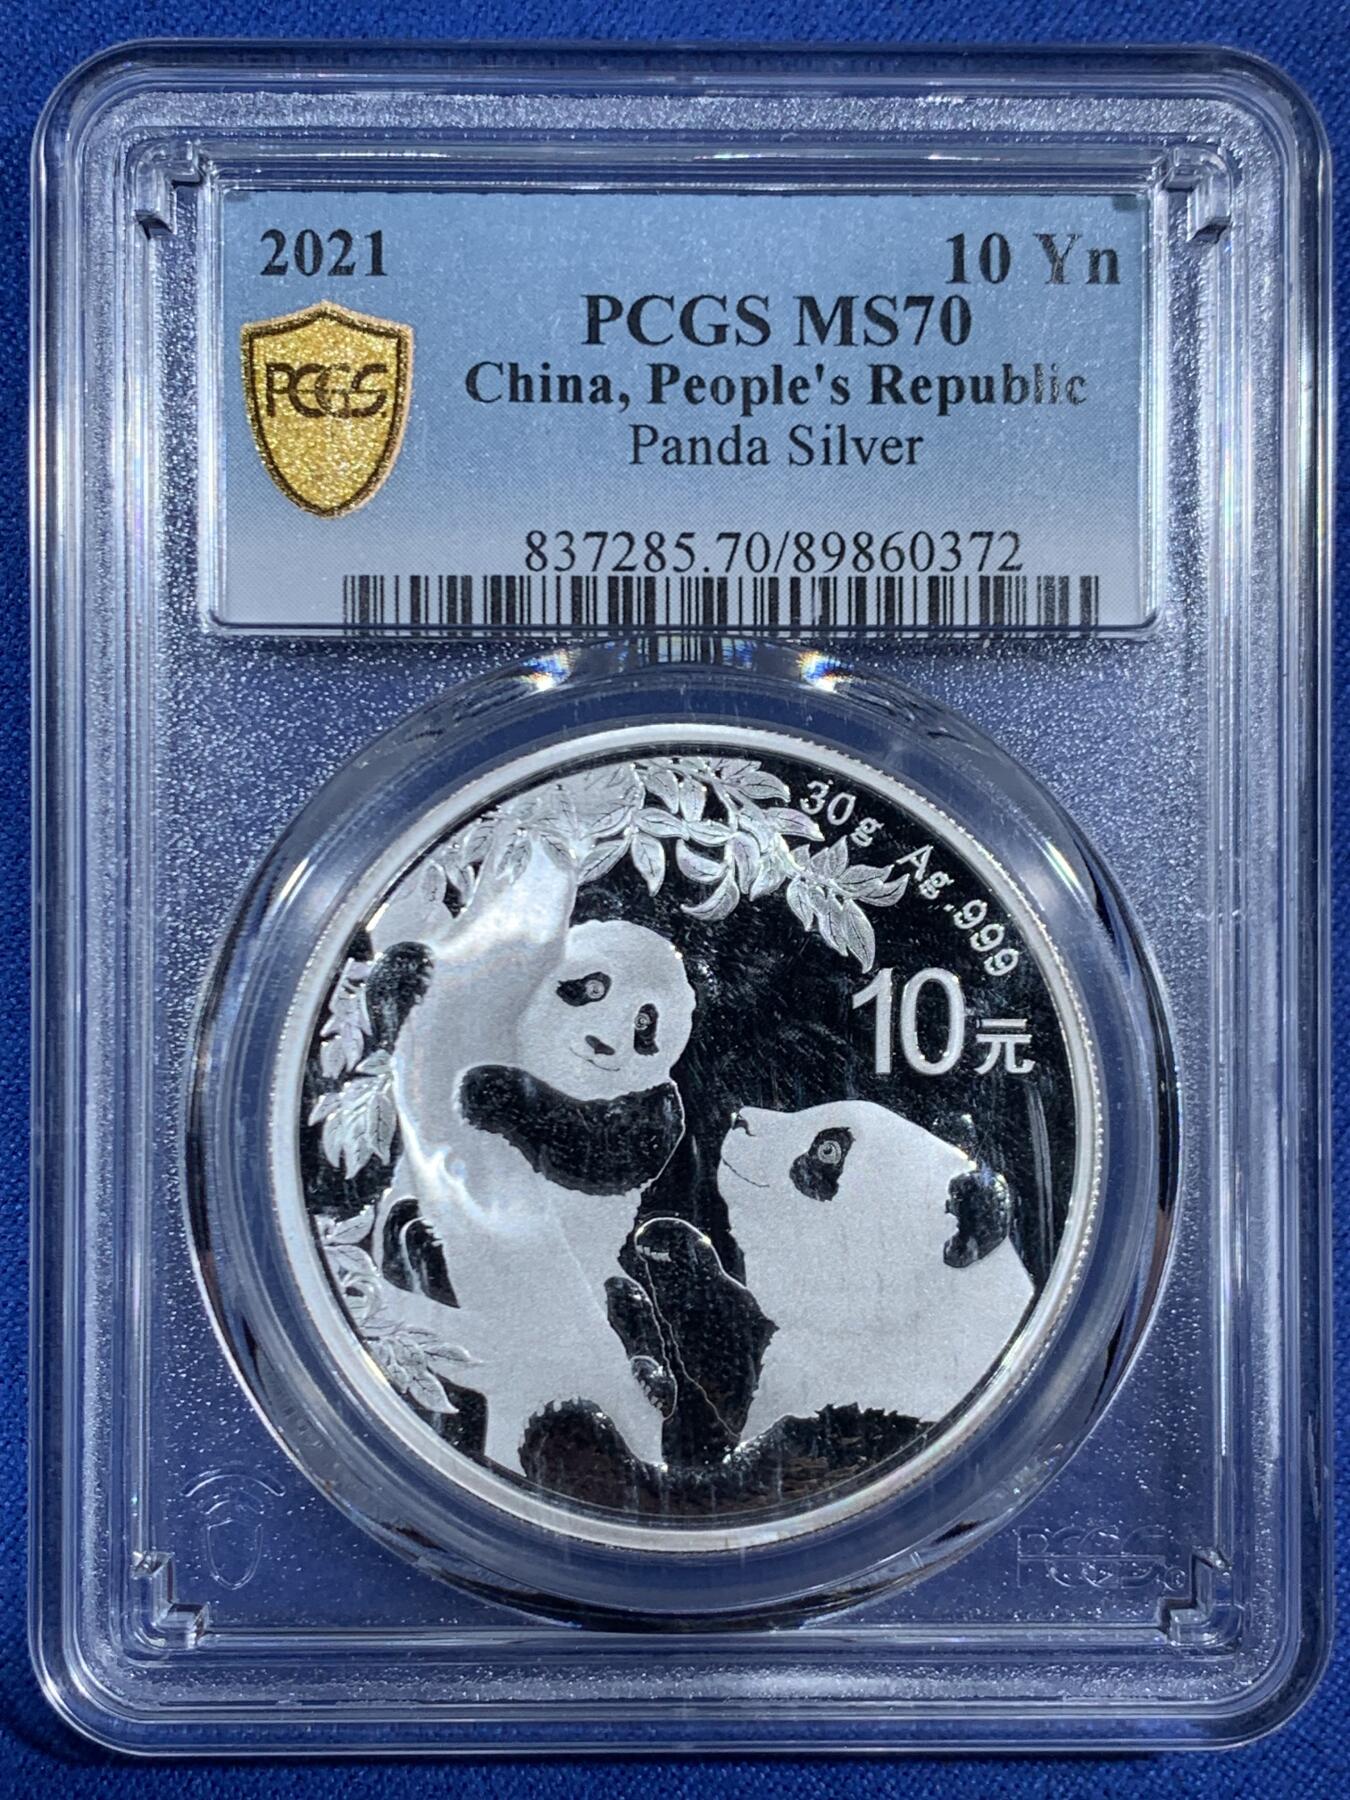 2021
10 Yn
PCGS MS70
PCGS
China, People's Republic
Panda Silver
837285.70/89860372
30g Ag.999
10元
PCGS